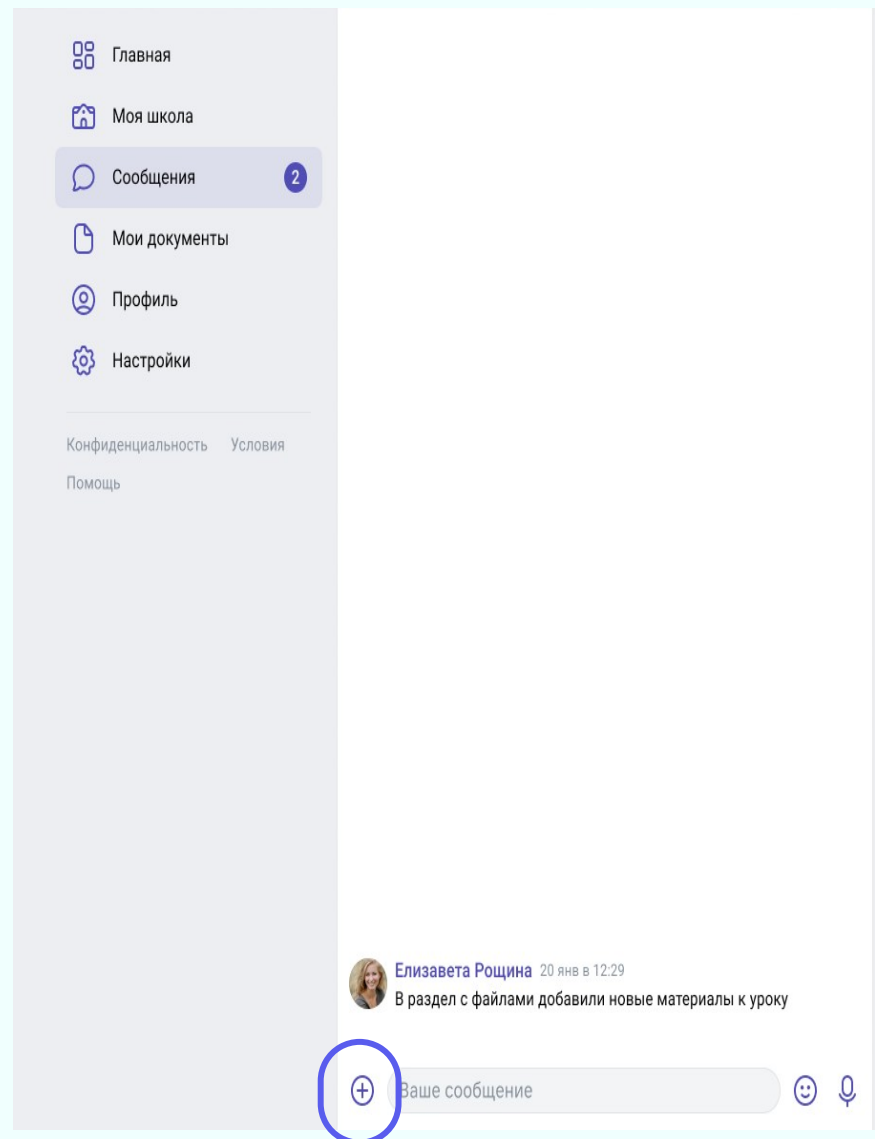 Главная
Моя школа
Сообщения 2
Мои документы
Профиль
Настройки
Конфиденциальность Условия
Помощь
Елизавета Рощина 20 янв в 12:29
В раздел с файлами добавили новые материалы к уроку
Ваше сообщение